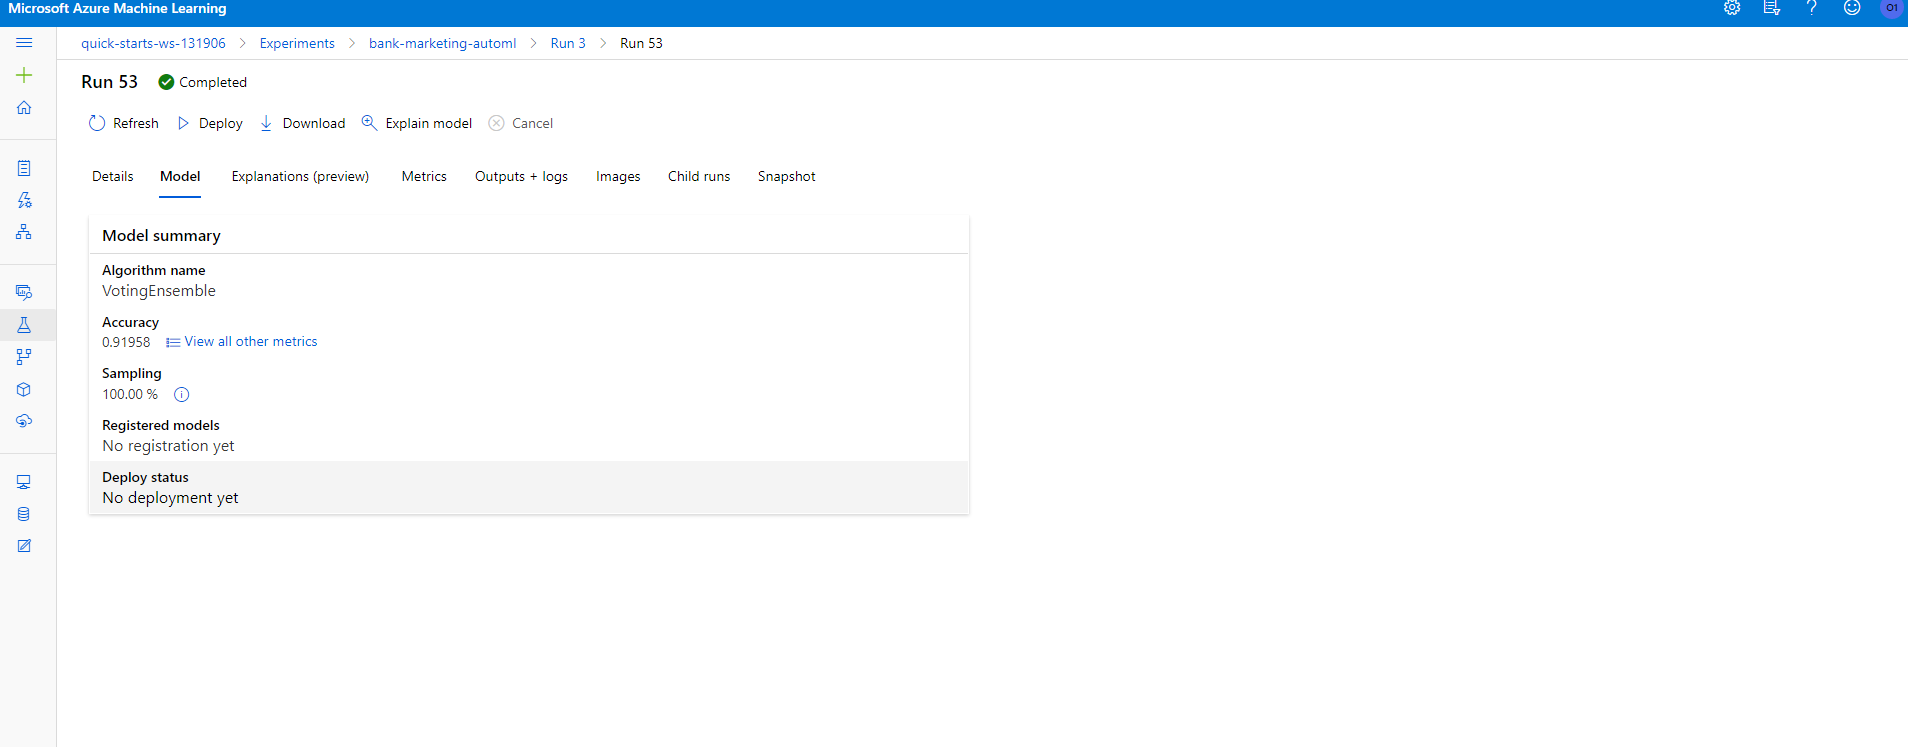 Microsoft Azure Machine Learning
O1
quick-starts-ws-131906 > Experiments > bank-marketing-automl > Run 3 > Run 53
Run 53 Completed
Refresh Deploy Download Explain model Cancel
Details Model Explanations (preview) Metrics Outputs + logs Images Child runs Snapshot
Model summary
Algorithm name
VotingEnsemble
Accuracy
0.91958 View all other metrics
Sampling
100.00 %
Registered models
No registration yet
Deploy status
No deployment yet